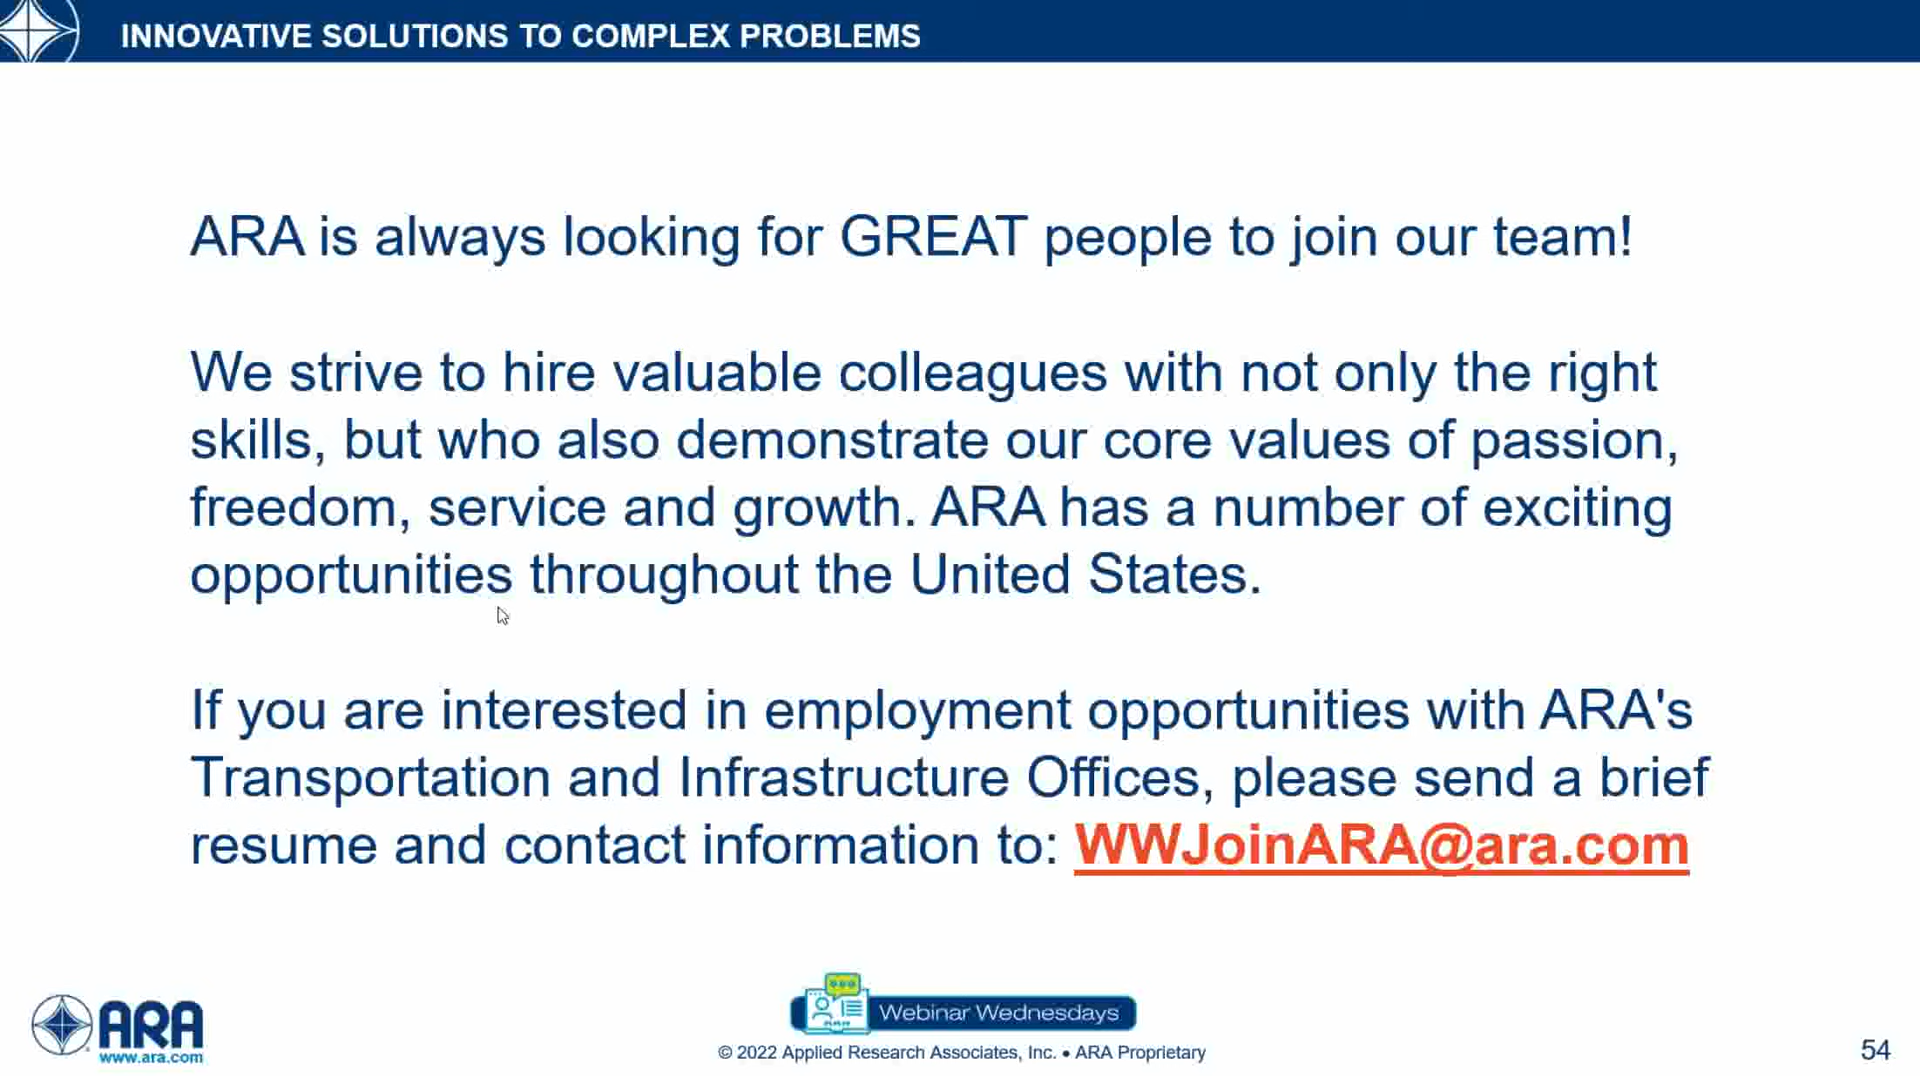 INNOVATIVE SOLUTIONS TO COMPLEX PROBLEMS
ARA is always looking for GREAT people to join our team!
We strive to hire valuable colleagues with not only the right
skills, but who also demonstrate our core values of passion,
freedom, service and growth. ARA has a number of exciting
opportunities throughout the United States.
If you are interested in employment opportunities with ARA's
Transportation and Infrastructure Offices, please send a brief
resume and contact information to: WWJoinARA@ara.com
ARA
www.ara.com
Webinar Wednesdays
© 2022 Applied Research Associates, Inc. • ARA Proprietary
54